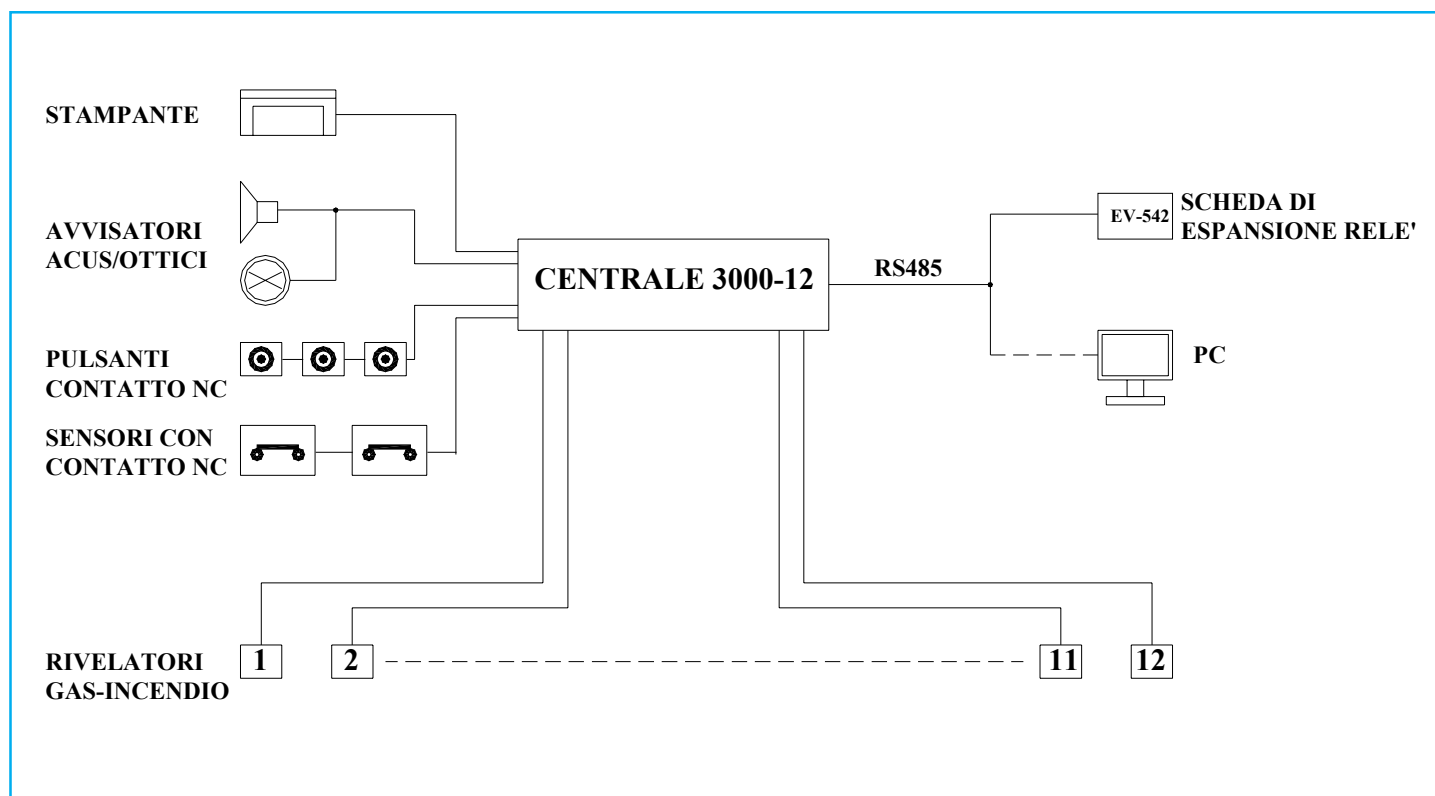 STAMPANTE
AVVISATORI
ACUS/OTTICI
PULSANTI
CONTATTO NC
SENSORI CON
CONTATTO NC
CENTRALE 3000-12
RS485
EV-542
SCHEDA DI
ESPANSIONE RELE'
PC
RIVELATORI
GAS-INCENDIO
1
2
11
12